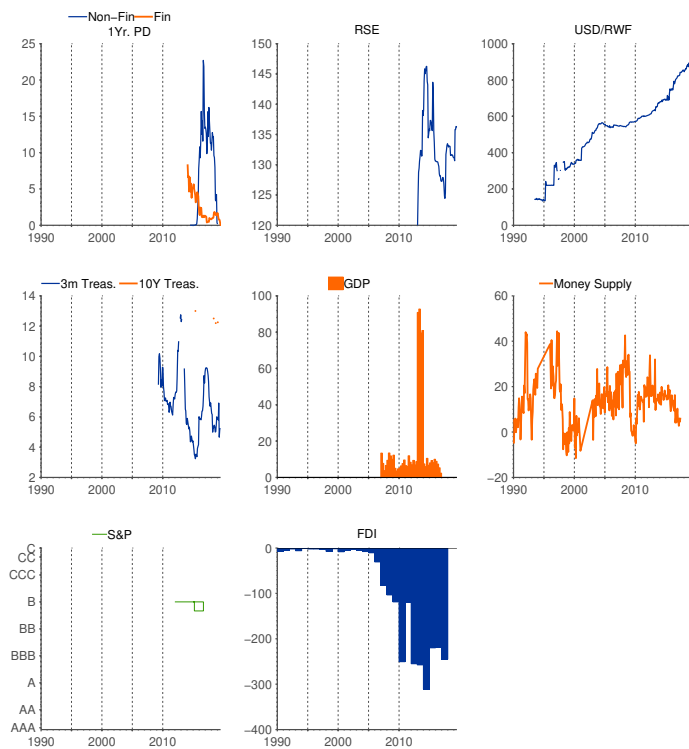 Non−Fin Fin
1Yr. PD
25
20
15
10
5
0
1990 2000 2010
RSE
150
145
140
135
130
125
120
1990 2000 2010
USD/RWF
1000
800
600
400
200
0
1990 2000 2010
3m Treas. 10Y Treas.
14
12
10
8
6
4
2
1990 2000 2010
GDP
100
80
60
40
20
0
1990 2000 2010
Money Supply
60
40
20
0
−20
1990 2000 2010
S&P
C
CC
CCC
B
BB
BBB
A
AA
AAA
1990 2000 2010
FDI
0
−100
−200
−300
−400
1990 2000 2010